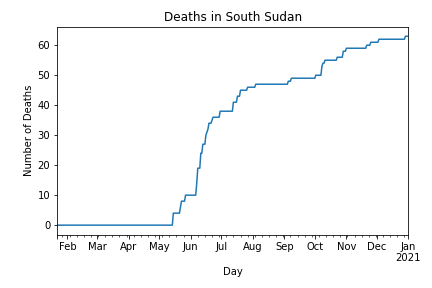 Deaths in South Sudan
Number of Deaths
60
50
40
30
20
10
0
Feb Mar Apr May Jun Jul Aug Sep Oct Nov Dec Jan
2021
Day